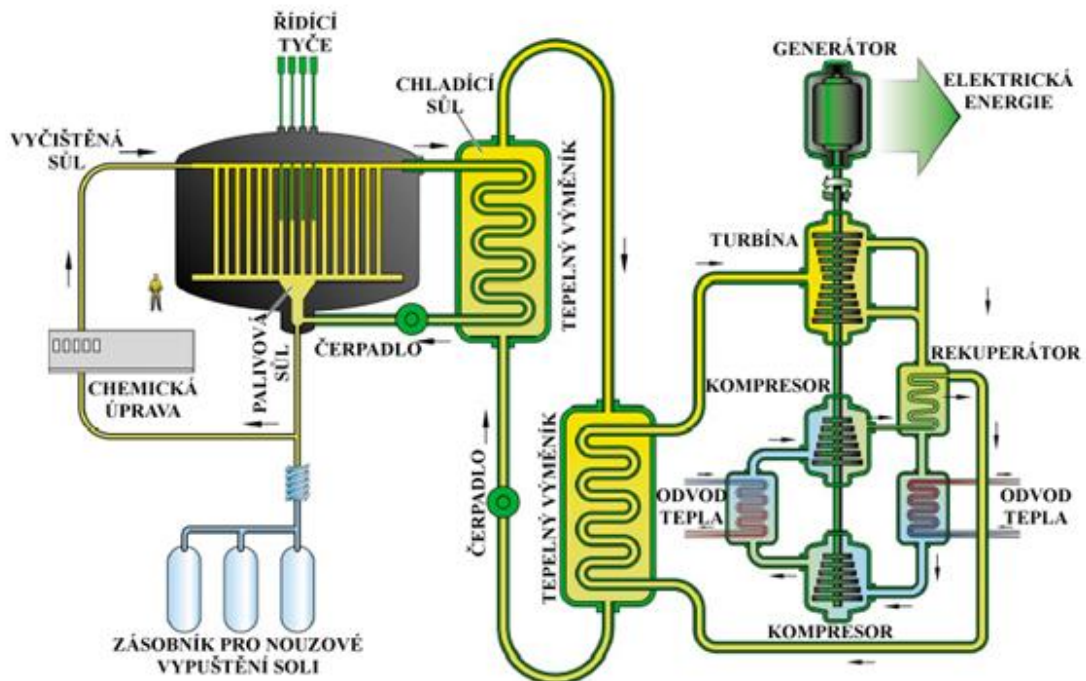 ŘÍDÍCÍ
TYČE
VYČIŠTĚNÁ
SŮL
CHLADÍCÍ
SŮL
GENERÁTOR
ELEKTRICKÁ
ENERGIE
TEPELNÝ VÝMĚNÍK
TURBÍNA
PALIVOVÁ
SŮL
ČERPADLO
CHEMICKÁ
ÚPRAVA
REKUPERÁTOR
KOMPRESOR
ČERPADLO
TEPELNÝ VÝMĚNÍK
ODVOD
TEPLA
ODVOD
TEPLA
KOMPRESOR
ZÁSOBNÍK PRO NOUZOVÉ
VYPUŠTĚNÍ SOLI